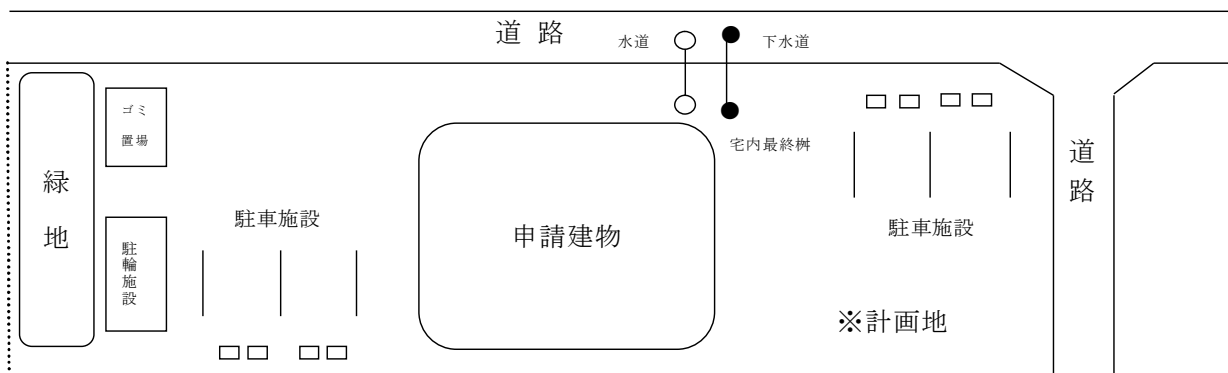 道 路
水道
下水道
ゴミ
置場
宅内最終桝
緑
地
道
路
駐車施設
駐車施設
申請建物
駐輪施設
※計画地